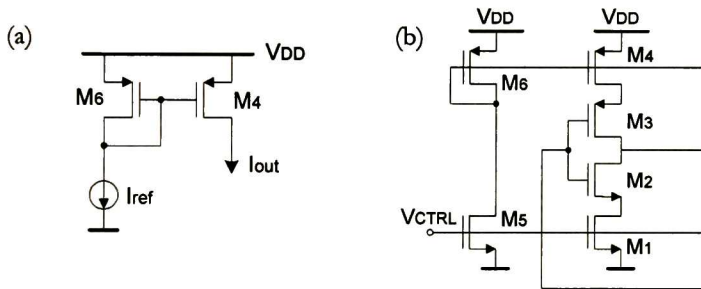 (a)
VDD
M6
M4
Iout
Iref
(b)
VDD
VDD
M6
M4
M3
M2
VCTRL
M5
M1